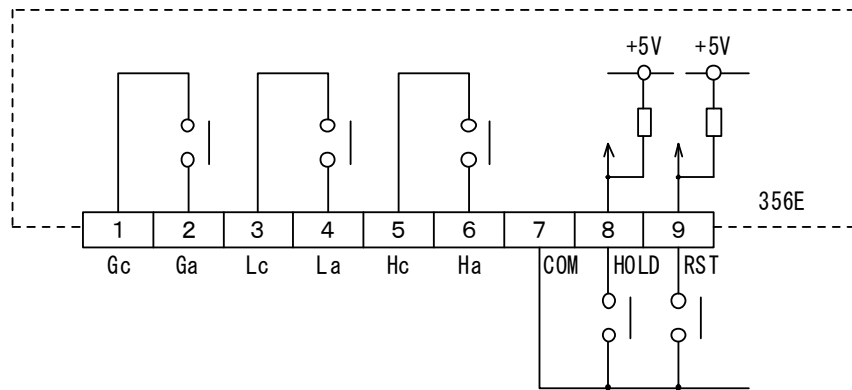 +5V +5V
356E
1 2 3 4 5 6 7 8 9
Gc Ga Lc La Hc Ha COM HOLD RST